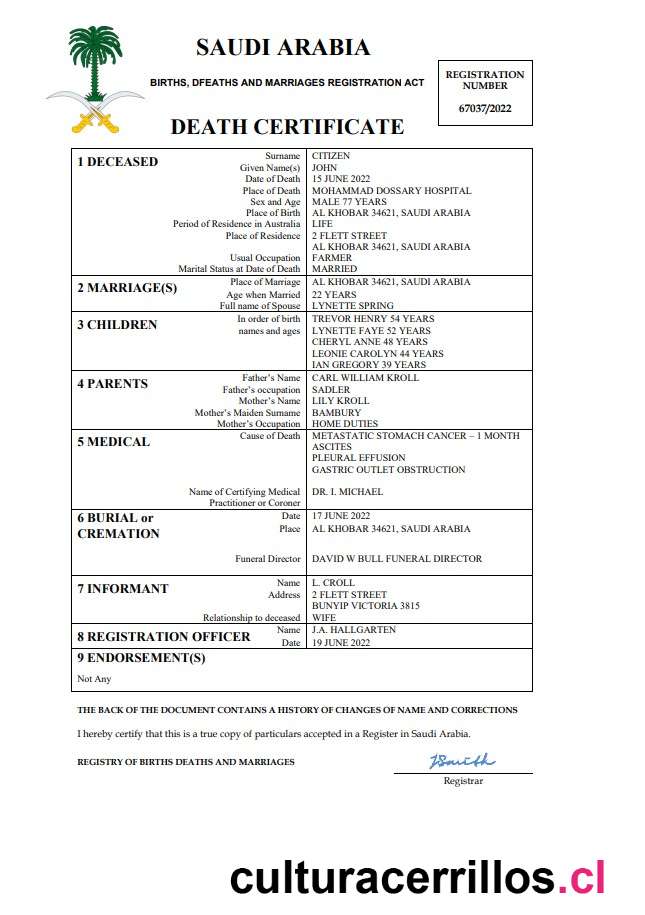 SAUDI ARABIA
BIRTHS, DFEATHS AND MARRIAGES REGISTRATION ACT
REGISTRATION
NUMBER
67037/2022
DEATH CERTIFICATE
1 DECEASED
Surname CITIZEN
Given Name(s) JOHN
Date of Death 15 JUNE 2022
Place of Death MOHAMMAD DOSSARY HOSPITAL
Sex and Age MALE 77 YEARS
Place of Birth AL KHOBAR 34621, SAUDI ARABIA
Period of Residence in Australia LIFE
Place of Residence 2 FLETT STREET
AL KHOBAR 34621, SAUDI ARABIA
Usual Occupation FARMER
Marital Status at Date of Death MARRIED
2 MARRIAGE(S)
Place of Marriage AL KHOBAR 34621, SAUDI ARABIA
Age when Married 22 YEARS
Full name of Spouse LYNETTE SPRING
3 CHILDREN
In order of birth TREVOR HENRY 54 YEARS
names and ages LYNETTE FAYE 52 YEARS
CHERYL ANNE 48 YEARS
LEONIE CAROLYN 44 YEARS
IAN GREGORY 39 YEARS
4 PARENTS
Father's Name CARL WILLIAM KROLL
Father's occupation SADLER
Mother's Name LILY KROLL
Mother's Maiden Surname BAMBURY
Mother's Occupation HOME DUTIES
5 MEDICAL
Cause of Death METASTATIC STOMACH CANCER – 1 MONTH
ASCITES
PLEURAL EFFUSION
GASTRIC OUTLET OBSTRUCTION
Name of Certifying Medical DR. I. MICHAEL
Practitioner or Coroner
6 BURIAL or
CREMATION
Date 17 JUNE 2022
Place AL KHOBAR 34621, SAUDI ARABIA
Funeral Director DAVID W BULL FUNERAL DIRECTOR
7 INFORMANT
Name L. CROLL
Address 2 FLETT STREET
BUNYIP VICTORIA 3815
Relationship to deceased WIFE
8 REGISTRATION OFFICER
Name J.A. HALLGARTEN
Date 19 JUNE 2022
9 ENDORSEMENT(S)
Not Any
THE BACK OF THE DOCUMENT CONTAINS A HISTORY OF CHANGES OF NAME AND CORRECTIONS
I hereby certify that this is a true copy of particulars accepted in a Register in Saudi Arabia.
REGISTRY OF BIRTHS DEATHS AND MARRIAGES
JSmith
Registrar
culturacerrillos.cl